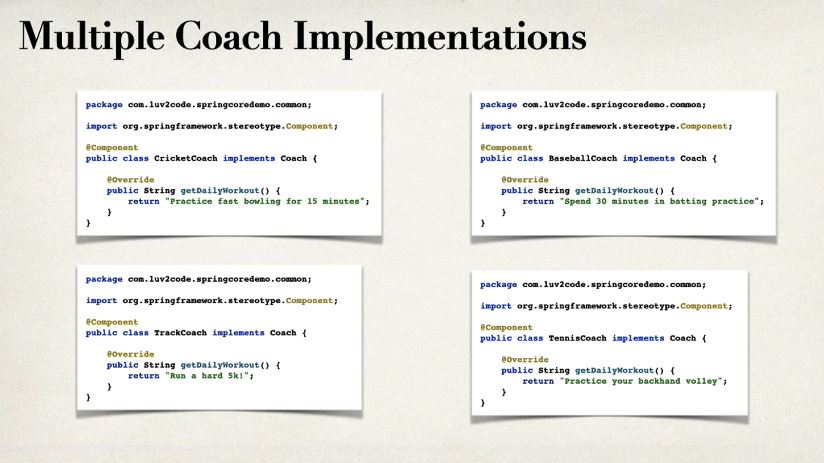 Multiple Coach Implementations
package com.luv2code.springcoredemo.common;
import org.springframework.stereotype.Component;
@Component
public class CricketCoach implements Coach {
@Override
public String getDailyWorkout() {
return "Practice fast bowling for 15 minutes";
}
}
package com.luv2code.springcoredemo.common;
import org.springframework.stereotype.Component;
@Component
public class BaseballCoach implements Coach {
@Override
public String getDailyWorkout() {
return "Spend 30 minutes in batting practice";
}
}
package com.luv2code.springcoredemo.common;
import org.springframework.stereotype.Component;
@Component
public class TrackCoach implements Coach {
@Override
public String getDailyWorkout() {
return "Run a hard 5k!";
}
}
package com.luv2code.springcoredemo.common;
import org.springframework.stereotype.Component;
@Component
public class TennisCoach implements Coach {
@Override
public String getDailyWorkout() {
return "Practice your backhand volley";
}
}